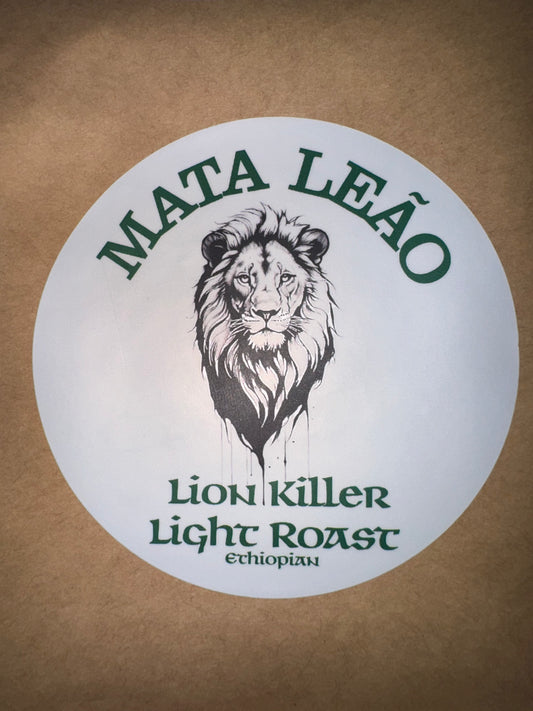 MATA LEÃO
Lion Killer
Light Roast
Ethiopian